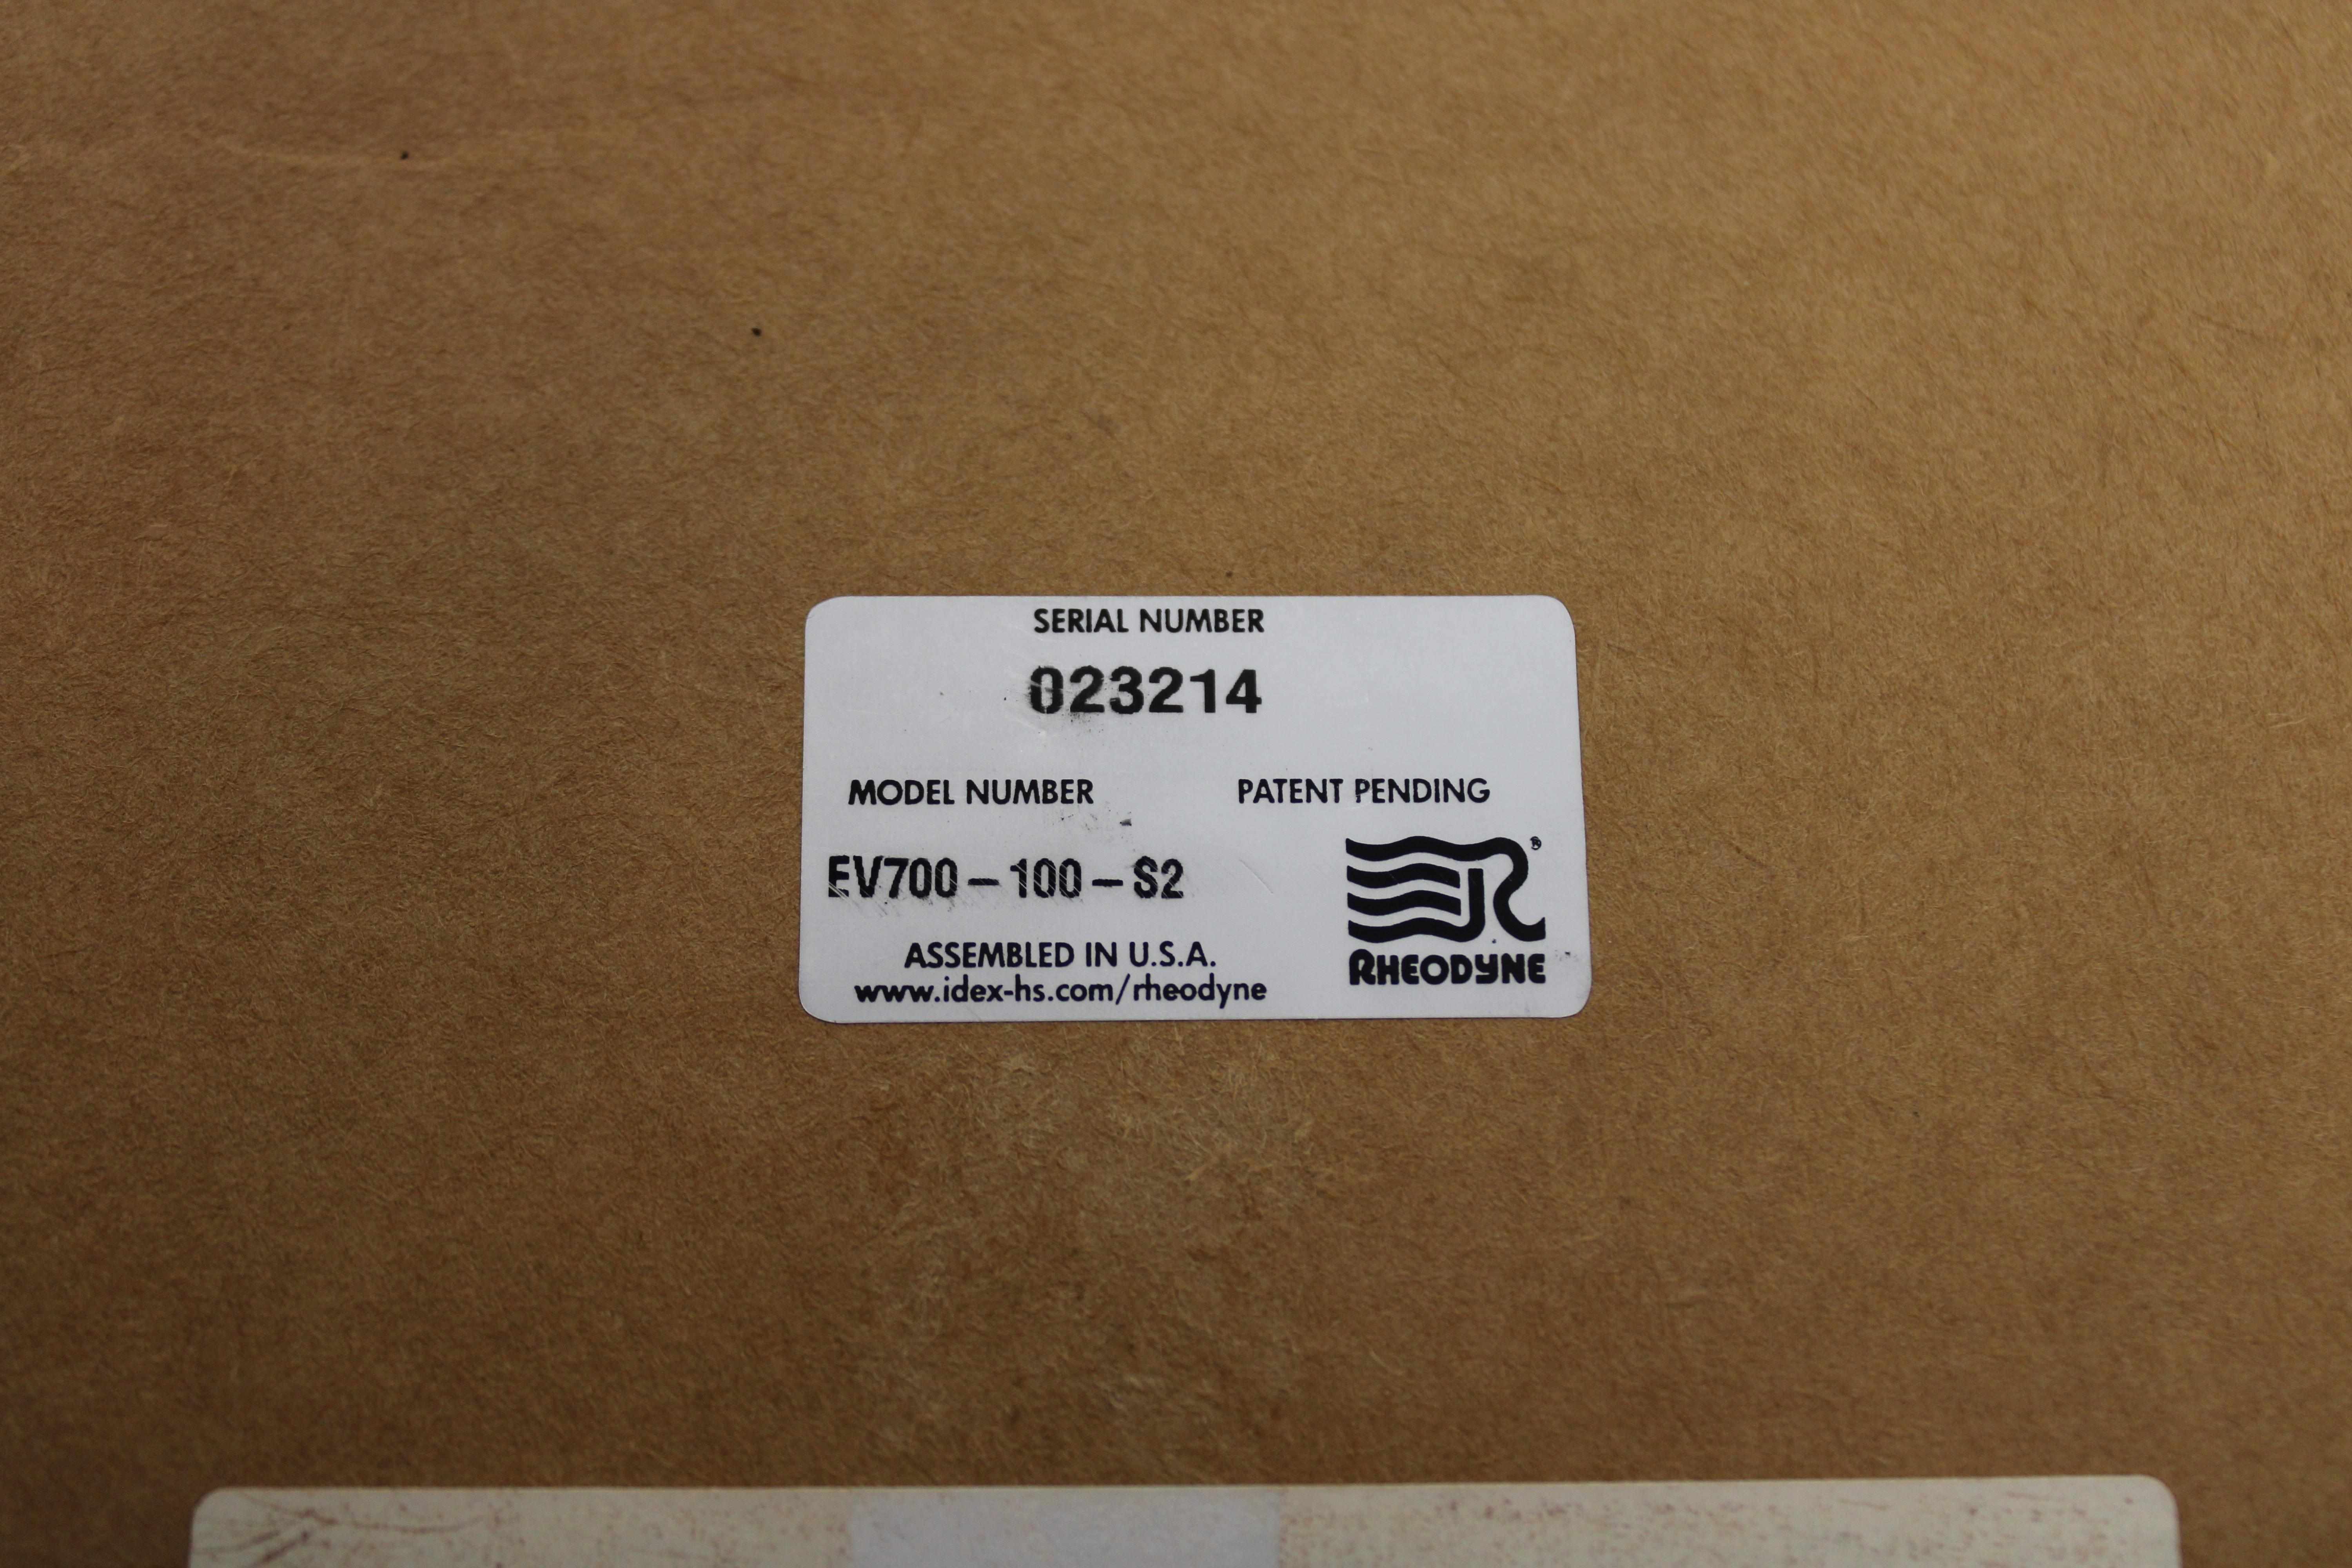 SERIAL NUMBER
023214
MODEL NUMBER PATENT PENDING
EV700-100-S2
R®
RHEODYNE
ASSEMBLED IN U.S.A.
www.idex-hs.com/rheodyne